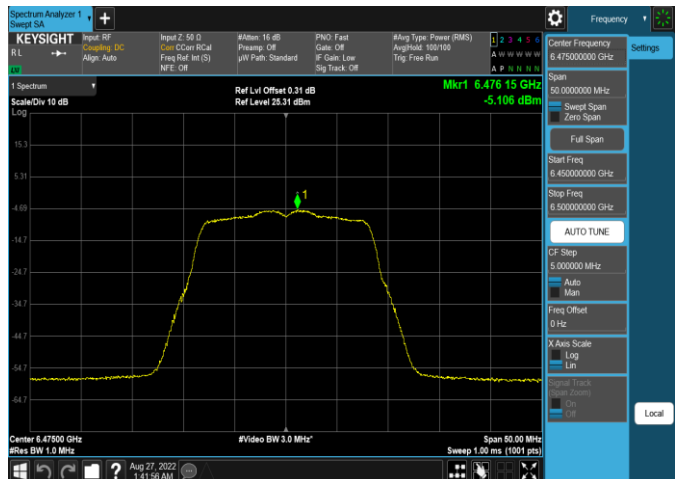 Spectrum Analyzer 1
Swept SA
Frequency
KEYSIGHT
Input: RF
Input Z: 50 Ω
#Atten: 16 dB
PNO: Fast
#Avg Type: Power (RMS)
1 2 3 4 5 6
R L
Coupling: DC
Corr CCorr RCal
Preamp: Off
Gate: Off
Avg|Hold: 100/100
A W W W W W
Align: Auto
Freq Ref: Int (S)
µW Path: Standard
IF Gain: Low
Trig: Free Run
NFE: Off
Sig Track: Off
A P N N N N
1 Spectrum
Scale/Div 10 dB
Ref Lvl Offset 0.31 dB
Ref Level 25.31 dBm
Mkr1 6.476 15 GHz
-5.106 dBm
Log
15.3
5.31
-4.69
-14.7
-24.7
-34.7
-44.7
-54.7
-64.7
1
Center 6.47500 GHz
#Video BW 3.0 MHz*
Span 50.00 MHz
#Res BW 1.0 MHz
Sweep 1.00 ms (1001 pts)
Center Frequency
6.475000000 GHz
Settings
Span
50.0000000 MHz
Swept Span
Zero Span
Full Span
Start Freq
6.450000000 GHz
Stop Freq
6.500000000 GHz
AUTO TUNE
CF Step
5.000000 MHz
Auto
Man
Freq Offset
0 Hz
X Axis Scale
Log
Lin
Signal Track
(Span Zoom)
On
Off
Local
Aug 27, 2022
1:41:56 AM